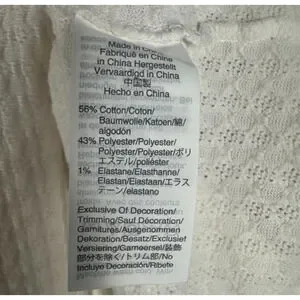 Made in China
Fabriqué en Chine
in China Hergestellt
Vervaardigd in China
中国製
Hecho en China
56% Cotton/Coton/
Baumwolle/Katoen/綿/
algodón
43% Polyester/Polyester/
Polyester/Polyester/ポリ
エステル/poliéster
1% Elastane/Élasthanne/
Elastan/Elastaan/エラス
テーン/elastano
Exclusive Of Decoration/
Trimming/Sauf Décoration/
Garnitures/Ausgenommen
Dekoration/Besatz/Exclusief
Versiering/Garneersel/装飾
部分を除く/トリム部/No
Incluye Decoración/Ribete